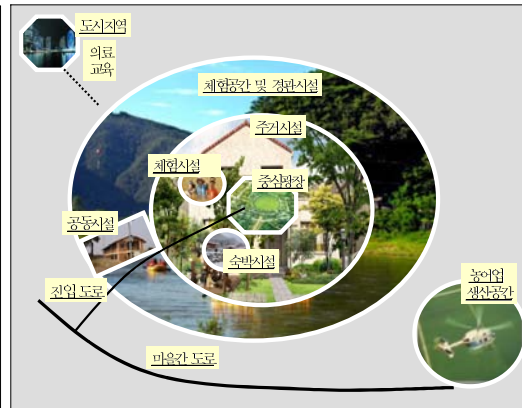 도시지역
의료
교육
체험공간 및 경관시설
주거시설
체험시설
중심광장
공동시설
숙박시설
진입 도로
농어업
생산공간
마을간 도로